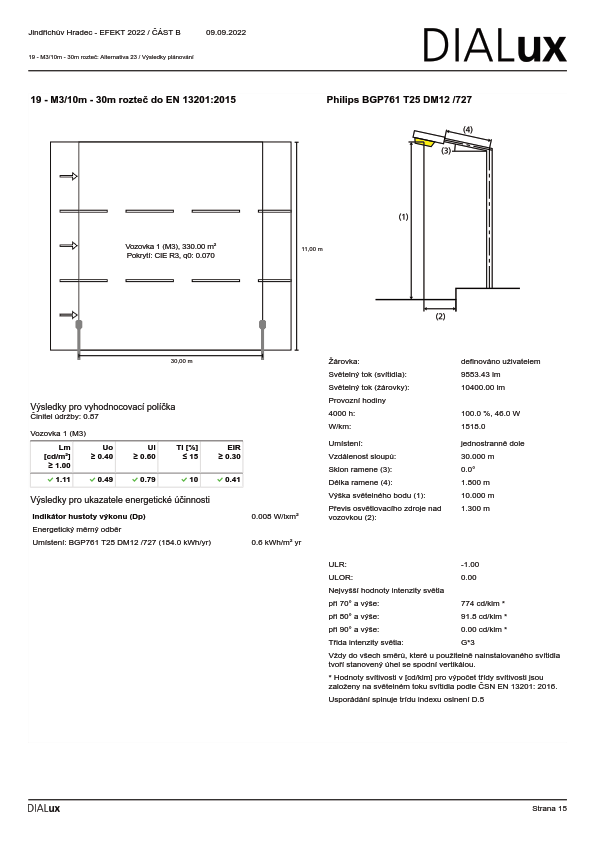 Jindřichův Hradec - EFEKT 2022 / ČÁST B 09.09.2022
DIALux
19 - M3/10m - 30m rozteč: Alternativa 23 / Výsledky plánování
19 - M3/10m - 30m rozteč do EN 13201:2015
Philips BGP761 T25 DM12 /727
Vozovka 1 (M3), 330.00 m²
Pokrytí: CIE R3, q0: 0.070
11,00 m
30,00 m
(4)
(3)
(1)
(2)
Výsledky pro vyhodnocovací políčka
Činitel údržby: 0.87
Vozovka 1 (M3)
Lm [cd/m²] ≥ 1.00 Uo ≥ 0.40 UI ≥ 0.60 TI [%] ≤ 15 EIR ≥ 0.30
✓ 1.11 ✓ 0.49 ✓ 0.79 ✓ 10 ✓ 0.41
Výsledky pro ukazatele energetické účinnosti
Indikátor hustoty výkonu (Dp) 0.008 W/lxm²
Energetický měrný odběr
Umístění: BGP761 T25 DM12 /727 (184.0 kWh/yr) 0.6 kWh/m² yr
Žárovka: definováno uživatelem
Světelný tok (svítidla): 9553.43 lm
Světelný tok (žárovky): 10400.00 lm
Provozní hodiny
4000 h: 100.0 %, 46.0 W
W/km: 1518.0
Umístění: jednostranně dole
Vzdálenost sloupů: 30.000 m
Sklon ramene (3): 0.0°
Délka ramene (4): 1.500 m
Výška světelného bodu (1): 10.000 m
Převis osvětlovacího zdroje nad 1.300 m
vozovkou (2):
ULR: -1.00
ULOR: 0.00
Nejvyšší hodnoty intenzity světla
při 70° a výše: 774 cd/klm *
při 80° a výše: 91.8 cd/klm *
při 90° a výše: 0.00 cd/klm *
Třída intenzity světla: G*3
Vždy do všech směrů, které u použitelně nainstalovaného svítidla
tvoří stanovený úhel se spodní vertikálou.
* Hodnoty svítivosti v [cd/klm] pro výpočet třídy svítivosti jsou
založeny na světelném toku svítidla podle ČSN EN 13201: 2016.
Uspořádání splňuje třídu indexu oslnění D.5
DIALux
Strana 15